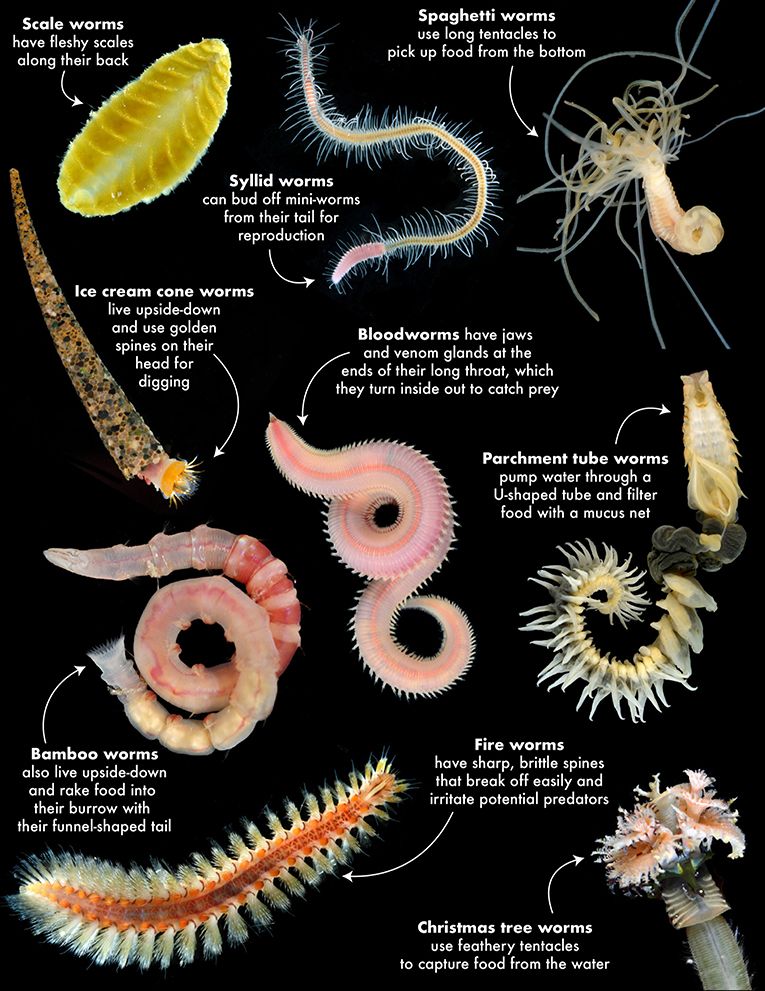 Scale worms
have fleshy scales
along their back
Spaghetti worms
use long tentacles to
pick up food from the bottom
Syllid worms
can bud off mini-worms
from their tail for
reproduction
Ice cream cone worms
live upside-down
and use golden
spines on their
head for
digging
Bloodworms have jaws
and venom glands at the
ends of their long throat, which
they turn inside out to catch prey
Parchment tube worms
pump water through a
U-shaped tube and filter
food with a mucus net
Bamboo worms
also live upside-down
and rake food into
their burrow with
their funnel-shaped tail
Fire worms
have sharp, brittle spines
that break off easily and
irritate potential predators
Christmas tree worms
use feathery tentacles
to capture food from the water